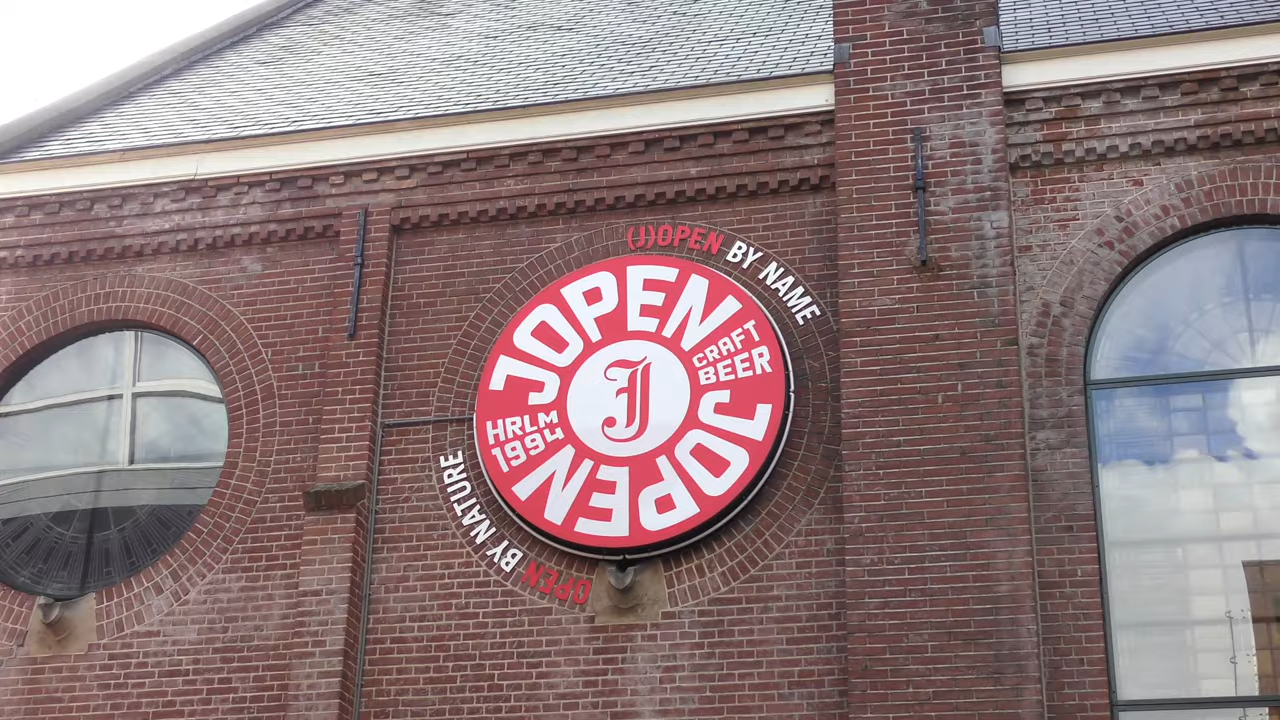 (J)OPEN BY NAME
JOPEN
CRAFT
BEER
J
HRLM
1994
JOPEN
OPEN BY NATURE